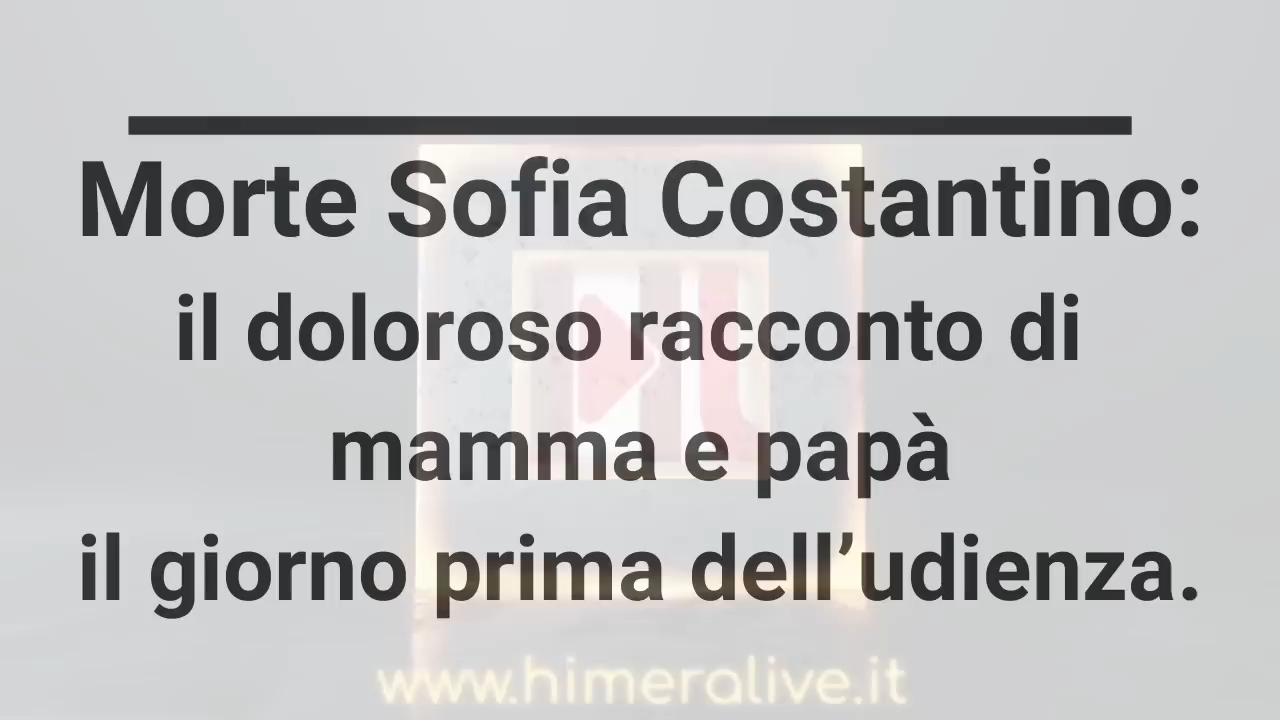 Morte Sofia Costantino:
il doloroso racconto di
mamma e papà
il giorno prima dell’udienza.
www.himeralive.it